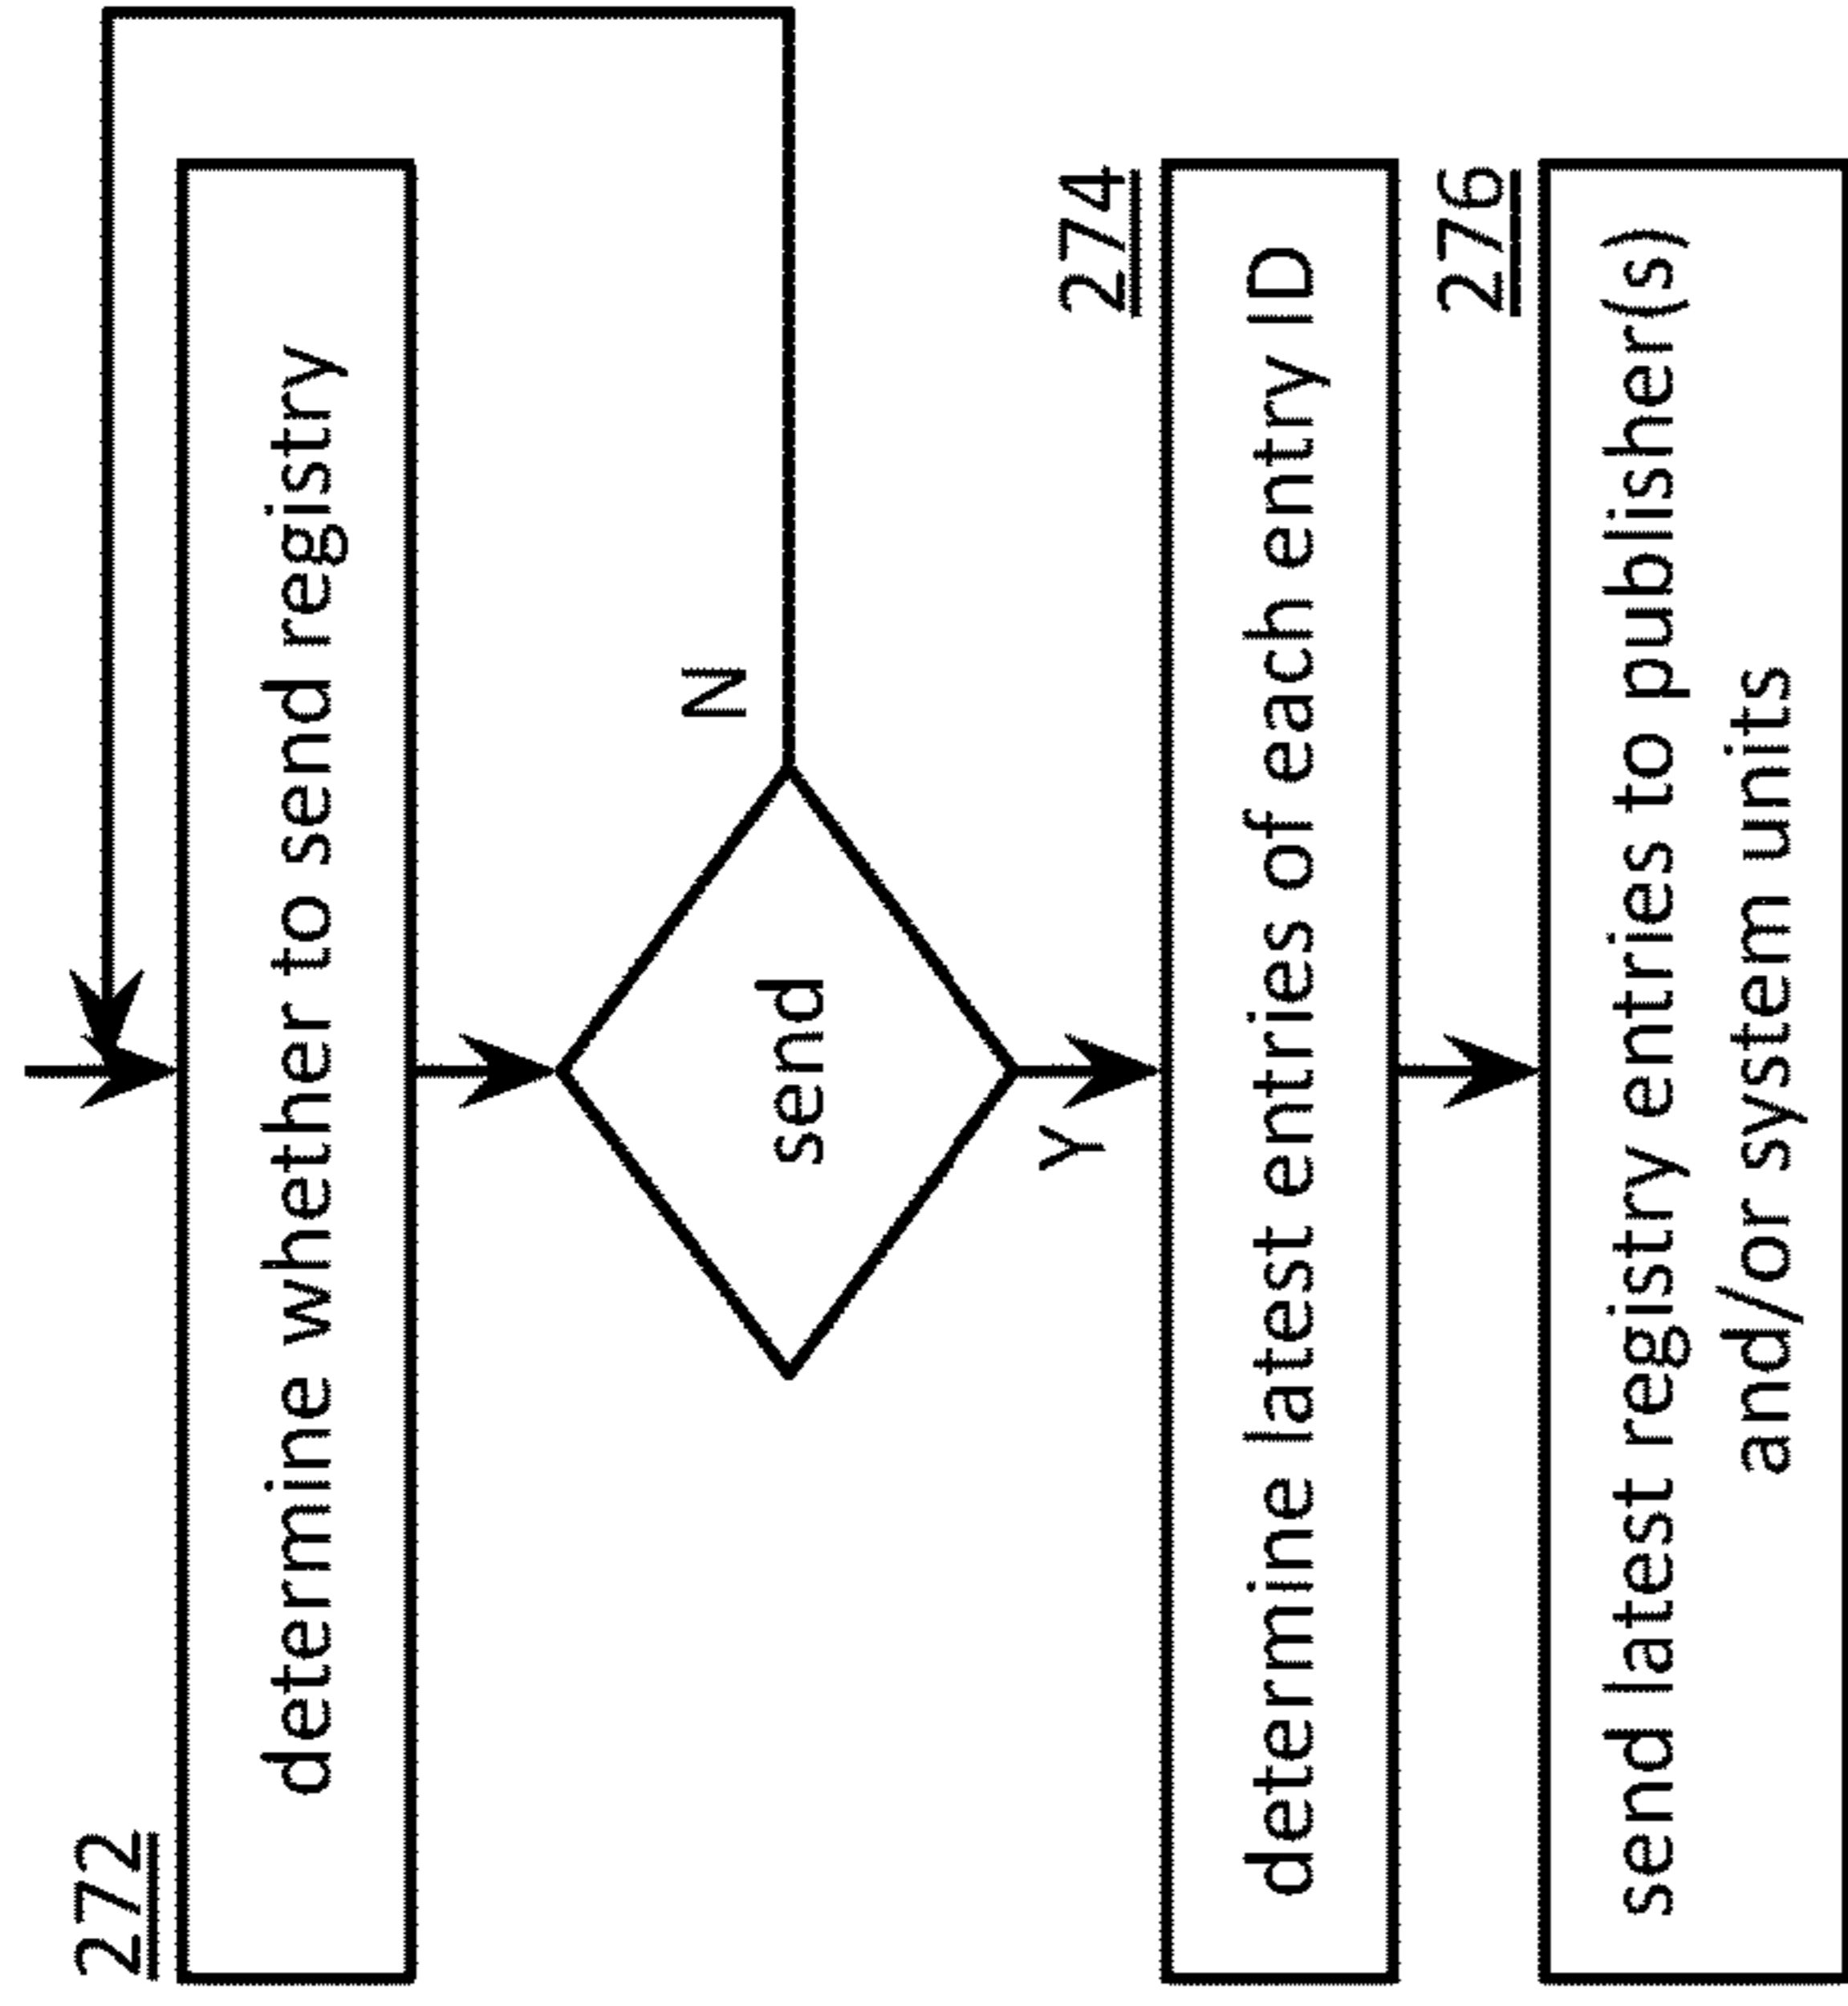 272
determine whether to send registry
send
N
Y
274
determine latest entries of each entry ID
276
send latest registry entries to publisher(s)
and/or system units